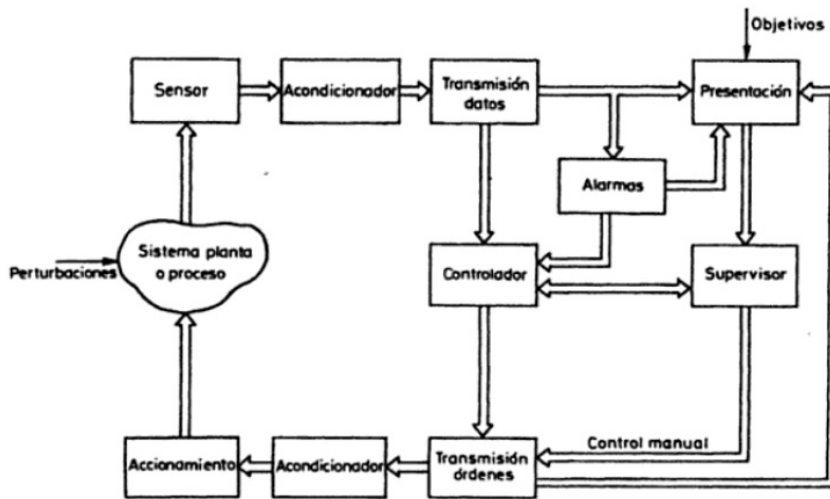 Objetivos
Sensor
Acondicionador
Transmisión
datos
Presentación
Alarmas
Sistema planta
o proceso
Perturbaciones
Controlador
Supervisor
Control manual
Accionamiento
Acondicionador
Transmisión
órdenes